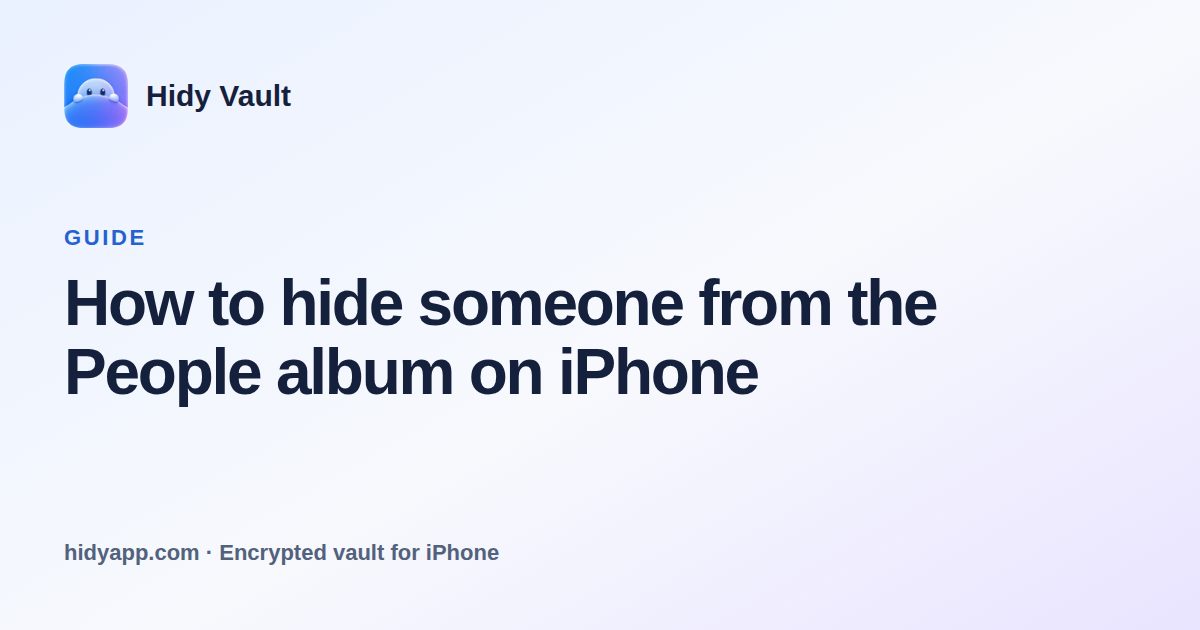 Hidy Vault
GUIDE
How to hide someone from the
People album on iPhone
hidyapp.com · Encrypted vault for iPhone